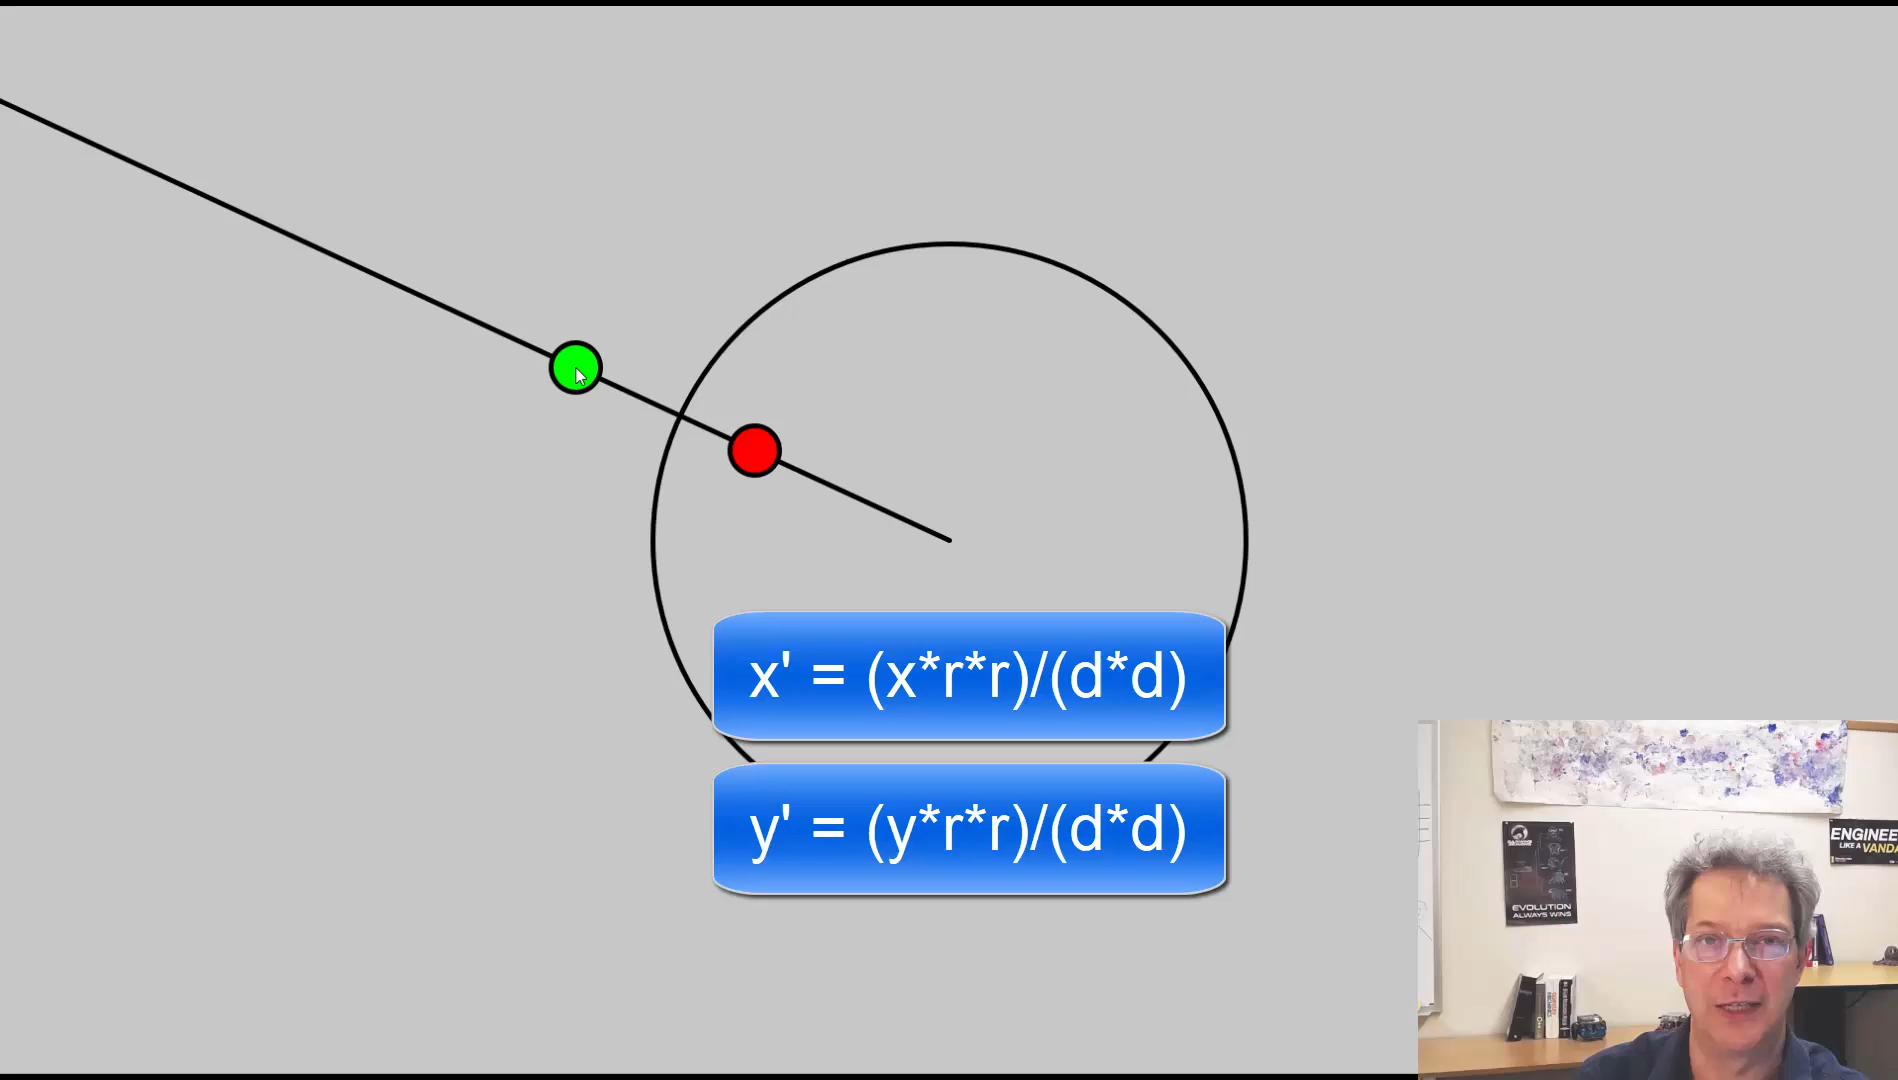 x' = (x*r*r)/(d*d)
y' = (y*r*r)/(d*d)
ENGINEE
LIKE A VANDA
EVOLUTION
ALWAYS WINS